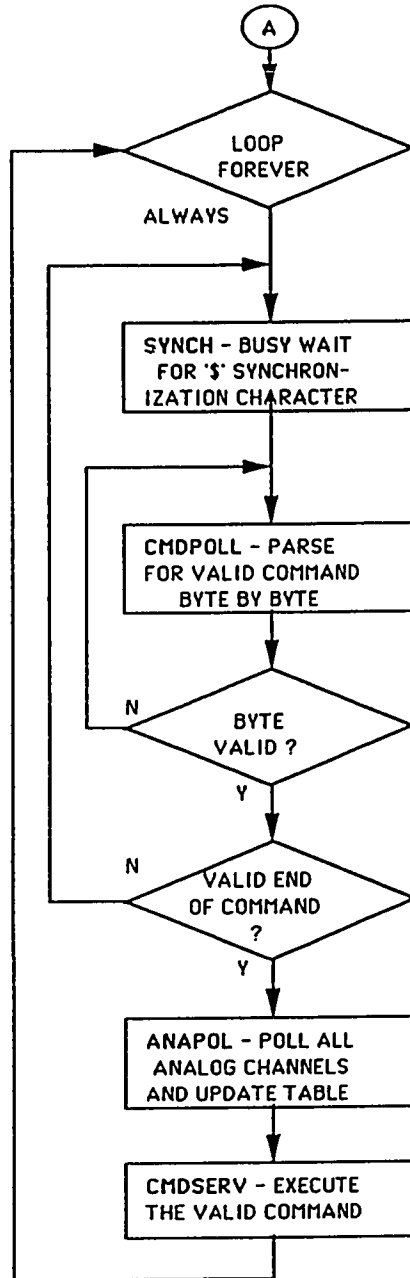 A
LOOP
FOREVER
ALWAYS
SYNCH - BUSY WAIT
FOR '$' SYNCHRON-
IZATION CHARACTER
CMDPOLL - PARSE
FOR VALID COMMAND
BYTE BY BYTE
N
BYTE
VALID ?
Y
N
VALID END
OF COMMAND
?
Y
ANAPOL - POLL ALL
ANALOG CHANNELS
AND UPDATE TABLE
CMDSERV - EXECUTE
THE VALID COMMAND